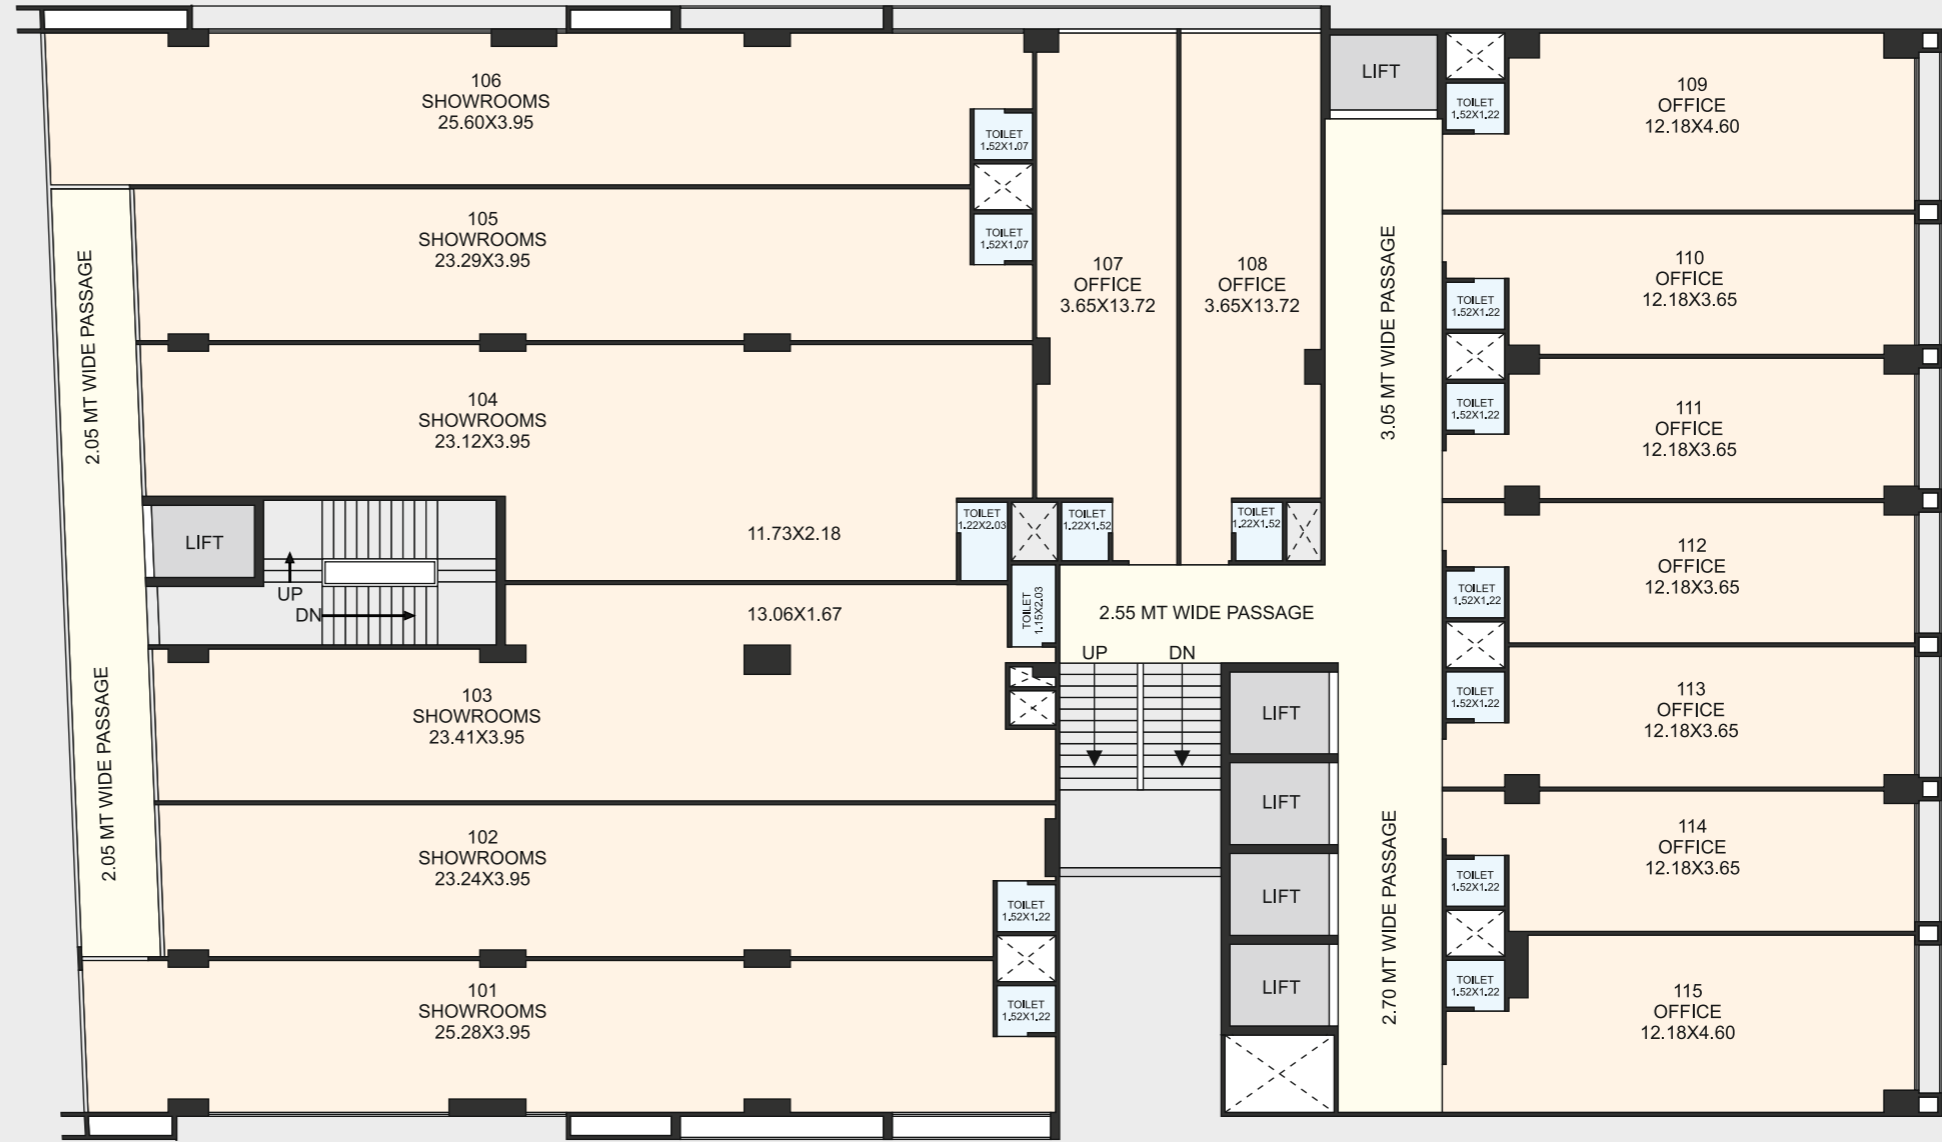 106
SHOWROOMS
25.60X3.95
TOILET
1.52X1.07
105
SHOWROOMS
23.29X3.95
TOILET
1.52X1.07
2.05 MT WIDE PASSAGE
104
SHOWROOMS
23.12X3.95
11.73X2.18
TOILET
1.22X2.03
LIFT
UP
DN
13.06X1.67
TOILET
1.15X2.03
2.05 MT WIDE PASSAGE
103
SHOWROOMS
23.41X3.95
102
SHOWROOMS
23.24X3.95
TOILET
1.52X1.22
101
SHOWROOMS
25.28X3.95
TOILET
1.52X1.22
107
OFFICE
3.65X13.72
TOILET
1.22X1.52
108
OFFICE
3.65X13.72
TOILET
1.22X1.52
2.55 MT WIDE PASSAGE
UP
DN
LIFT
3.05 MT WIDE PASSAGE
LIFT
LIFT
LIFT
LIFT
2.70 MT WIDE PASSAGE
TOILET
1.52X1.22
109
OFFICE
12.18X4.60
110
OFFICE
12.18X3.65
TOILET
1.52X1.22
TOILET
1.52X1.22
111
OFFICE
12.18X3.65
112
OFFICE
12.18X3.65
TOILET
1.52X1.22
TOILET
1.52X1.22
113
OFFICE
12.18X3.65
114
OFFICE
12.18X3.65
TOILET
1.52X1.22
TOILET
1.52X1.22
115
OFFICE
12.18X4.60